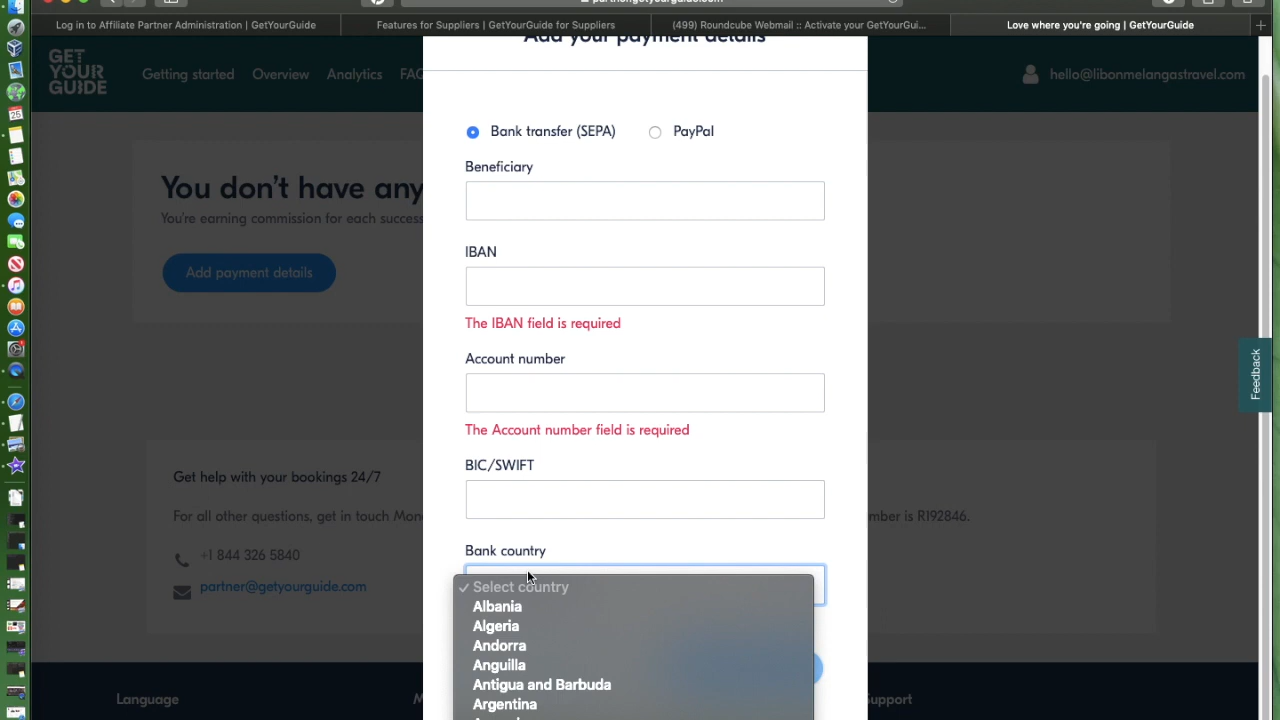 Log in to Affiliate Partner Administration | GetYourGuide
Features for Suppliers | GetYourGuide for Suppliers
(499) Roundcube Webmail :: Activate your GetYourGui...
Love where you're going | GetYourGuide
Add your payment details
GET
YOUR
GUIDE
Getting started
Overview
Analytics
FAQ
hello@libonmelangastravel.com
Bank transfer (SEPA)
PayPal
You don't have any
You're earning commission for each success
Add payment details
Beneficiary
IBAN
The IBAN field is required
Account number
The Account number field is required
BIC/SWIFT
Bank country
Select country
Albania
Algeria
Andorra
Anguilla
Antigua and Barbuda
Argentina
Feedback
Get help with your bookings 24/7
For all other questions, get in touch Mon
mber is R192846.
+1 844 326 5840
partner@getyourguide.com
Language
M
Support